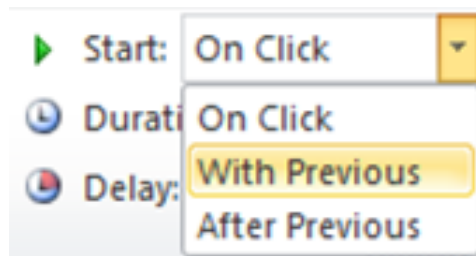 Start: On Click
Durati On Click
With Previous
Delay:
After Previous